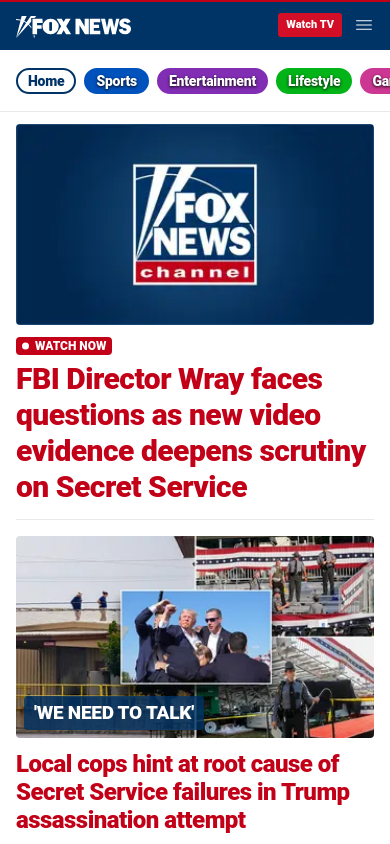 FOX NEWS
Watch TV
Home
Sports
Entertainment
Lifestyle
FOX
NEWS
channel
WATCH NOW
FBI Director Wray faces
questions as new video
evidence deepens scrutiny
on Secret Service
'WE NEED TO TALK'
Local cops hint at root cause of
Secret Service failures in Trump
assassination attempt